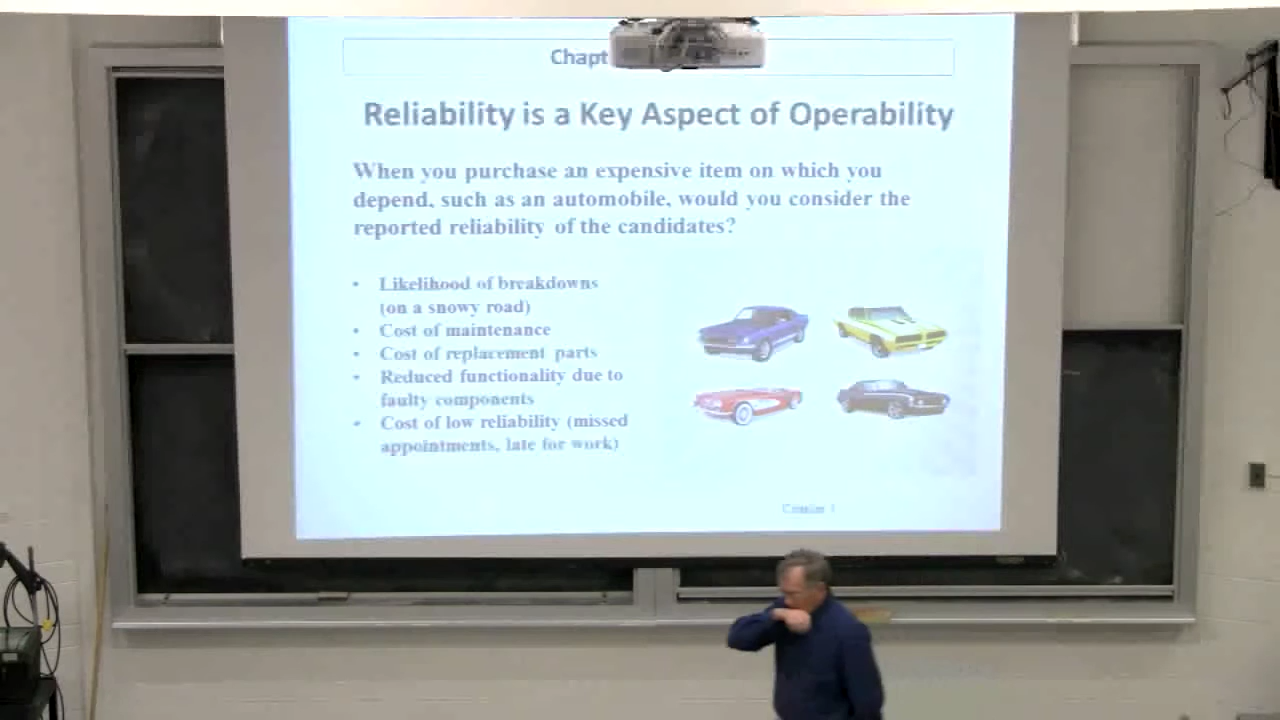 Chapt
Reliability is a Key Aspect of Operability
When you purchase an expensive item on which you
depend, such as an automobile, would you consider the
reported reliability of the candidates?
• Likelihood of breakdowns
(on a snowy road)
• Cost of maintenance
• Cost of replacement parts
• Reduced functionality due to
faulty components
• Cost of low reliability (missed
appointments, late for work)